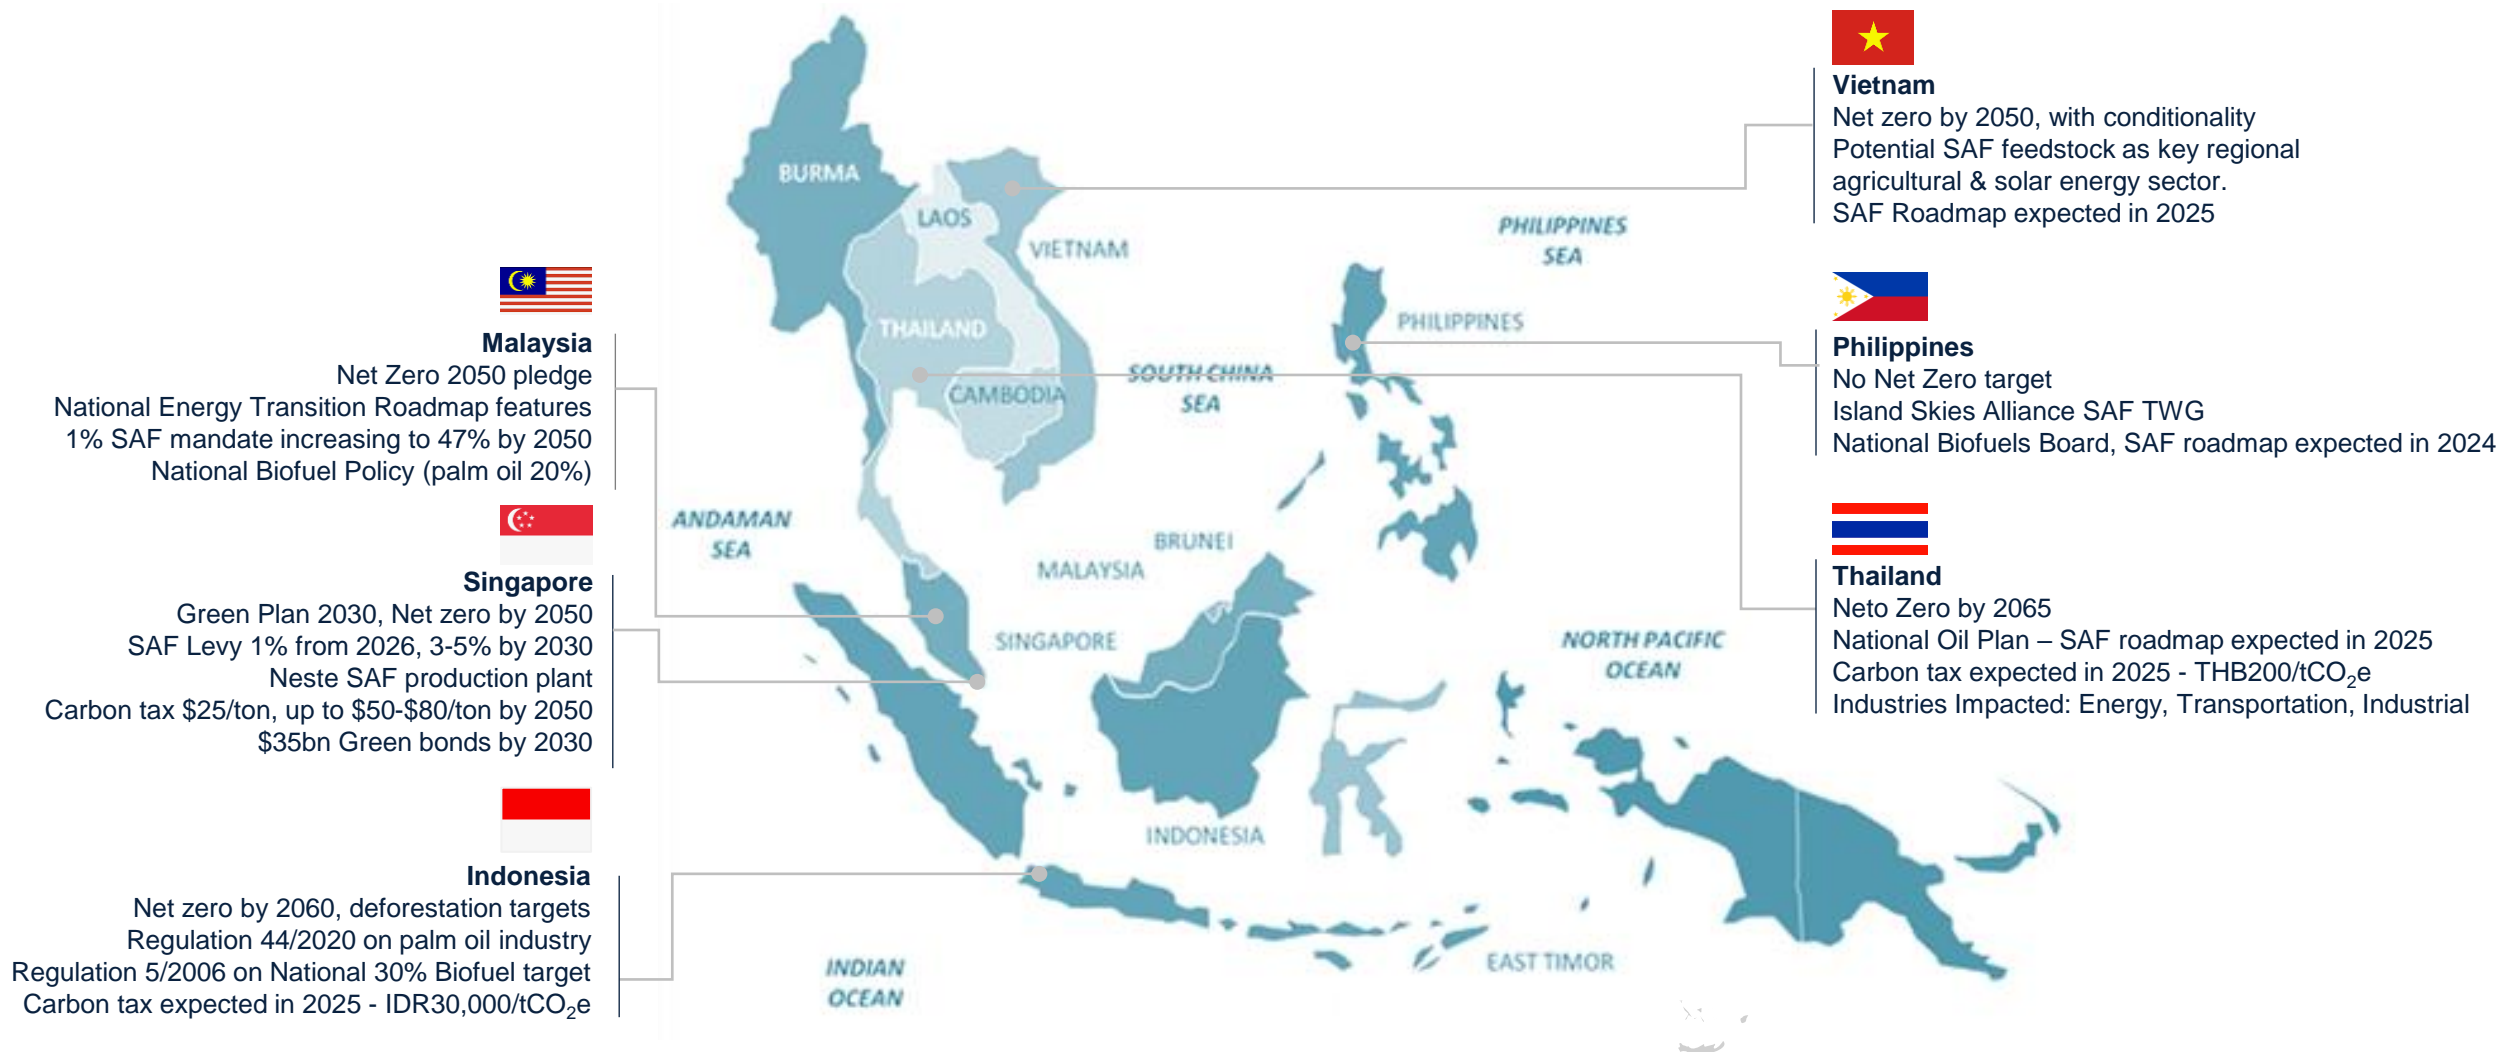 Vietnam
Net zero by 2050, with conditionality
Potential SAF feedstock as key regional
agricultural & solar energy sector.
SAF Roadmap expected in 2025
Philippines
No Net Zero target
Island Skies Alliance SAF TWG
National Biofuels Board, SAF roadmap expected in 2024
Thailand
Neto Zero by 2065
National Oil Plan – SAF roadmap expected in 2025
Carbon tax expected in 2025 - THB200/tCO₂e
Industries Impacted: Energy, Transportation, Industrial
Malaysia
Net Zero 2050 pledge
National Energy Transition Roadmap features
1% SAF mandate increasing to 47% by 2050
National Biofuel Policy (palm oil 20%)
Singapore
Green Plan 2030, Net zero by 2050
SAF Levy 1% from 2026, 3-5% by 2030
Neste SAF production plant
Carbon tax $25/ton, up to $50-$80/ton by 2050
$35bn Green bonds by 2030
Indonesia
Net zero by 2060, deforestation targets
Regulation 44/2020 on palm oil industry
Regulation 5/2006 on National 30% Biofuel target
Carbon tax expected in 2025 - IDR30,000/tCO₂e
BURMA
LAOS
VIETNAM
THAILAND
CAMBODIA
PHILIPPINES
SEA
PHILIPPINES
SOUTH CHINA
SEA
ANDAMAN
SEA
BRUNEI
MALAYSIA
SINGAPORE
NORTH PACIFIC
OCEAN
INDONESIA
EAST TIMOR
INDIAN
OCEAN